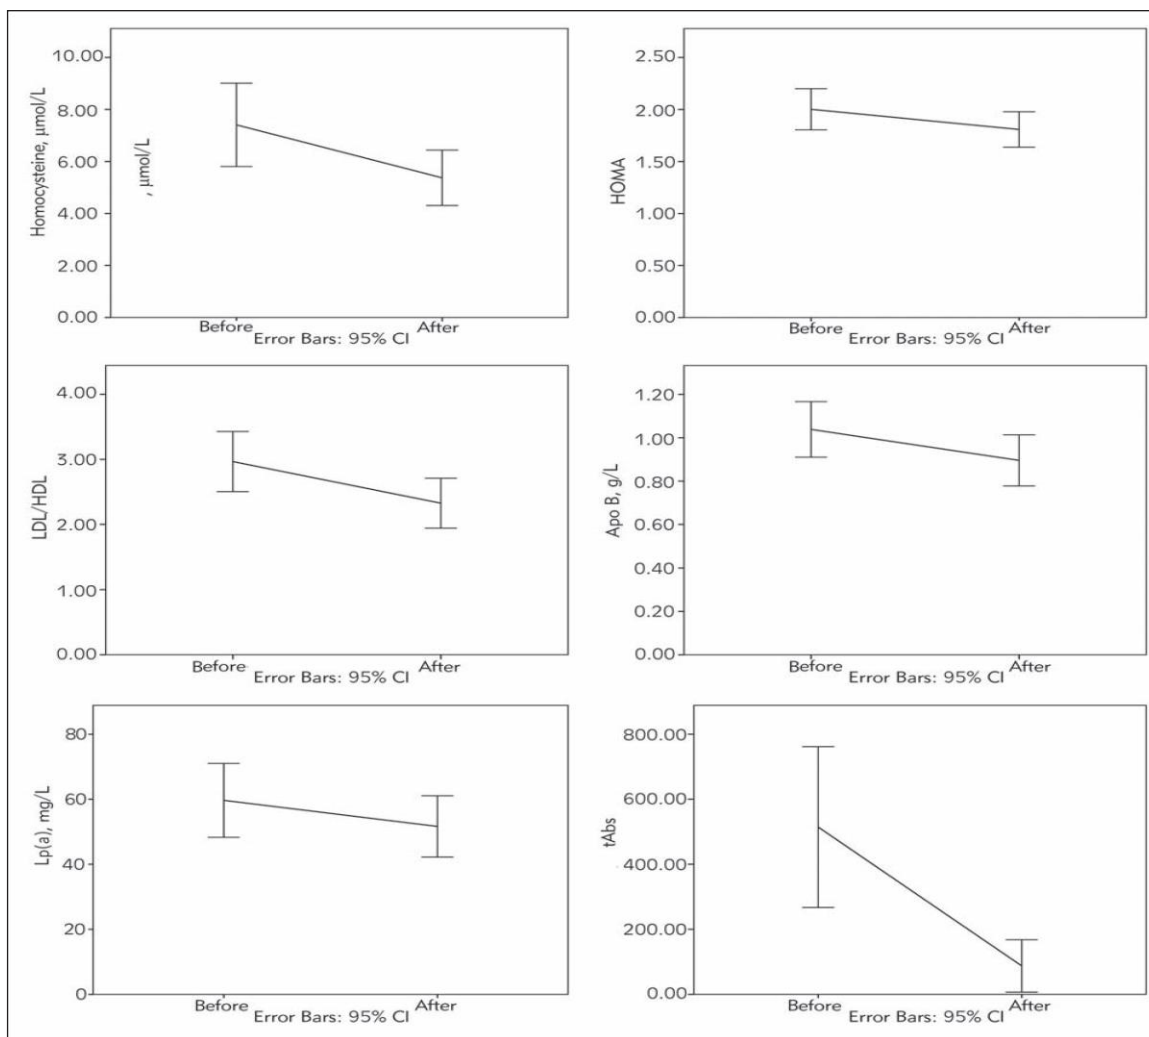 Homocysteine, µmol/L
, µmol/L
10.00
8.00
6.00
4.00
2.00
0.00
Before
After
Error Bars: 95% CI
HOMA
2.50
2.00
1.50
1.00
0.50
0.00
Before
After
Error Bars: 95% CI
LDL/HDL
4.00
3.00
2.00
1.00
0.00
Before
After
Error Bars: 95% CI
Apo B, g/L
1.20
1.00
0.80
0.60
0.40
0.20
0.00
Before
After
Error Bars: 95% CI
Lp(a), mg/L
80
60
40
20
0
Before
After
Error Bars: 95% CI
tAbs
800.00
600.00
400.00
200.00
0.00
Before
After
Error Bars: 95% CI